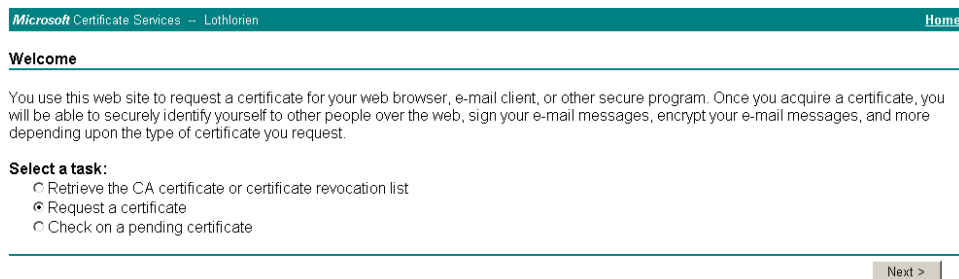 Microsoft Certificate Services -- Lothlorien Home
Welcome
You use this web site to request a certificate for your web browser, e-mail client, or other secure program. Once you acquire a certificate, you
will be able to securely identify yourself to other people over the web, sign your e-mail messages, encrypt your e-mail messages, and more
depending upon the type of certificate you request.
Select a task:
Retrieve the CA certificate or certificate revocation list
Request a certificate
Check on a pending certificate
Next >